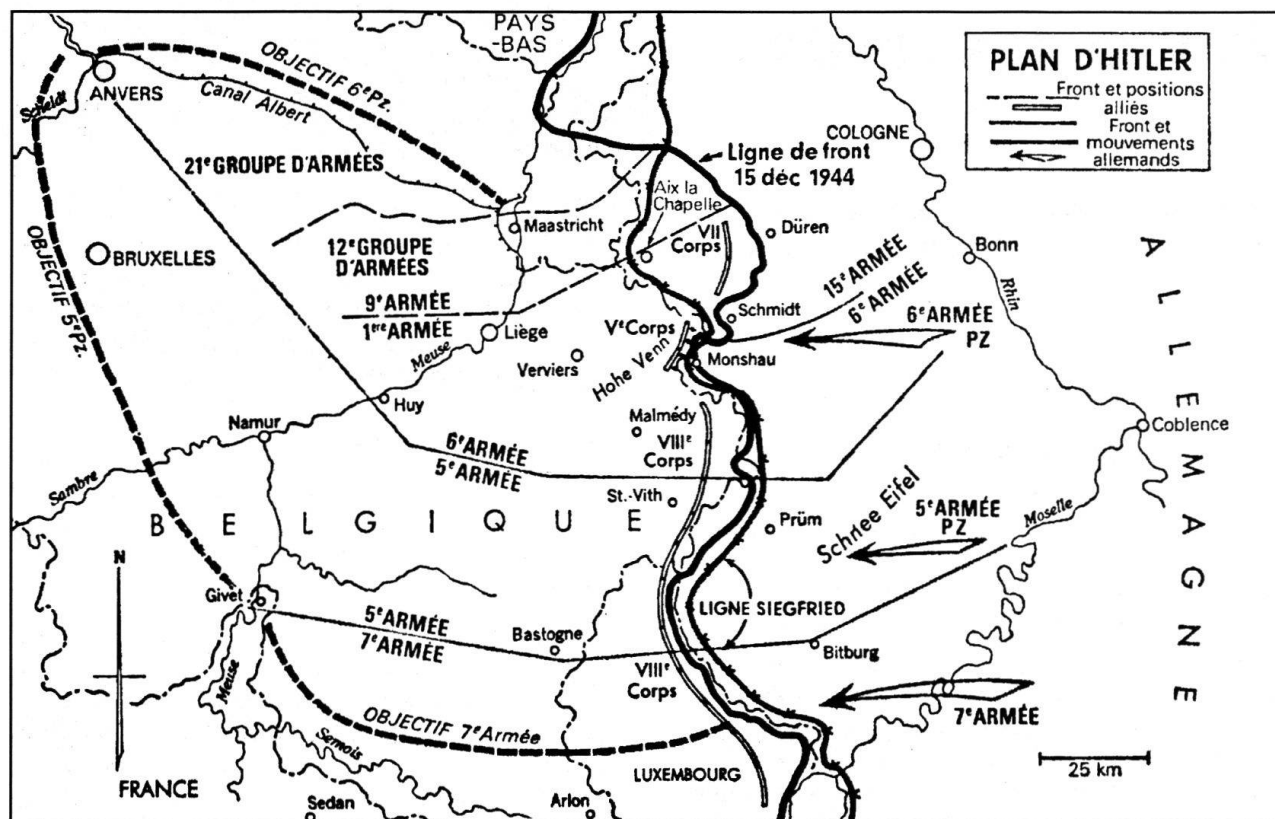 PAYS
-BAS
PLAN D'HITLER
Front et positions
alliés
Front et
mouvements
allemands
OBJECTIF 6e Pz.
ANVERS
Canal Albert
Scheldt
COLOGNE
Ligne de front
15 déc 1944
21e GROUPE D'ARMÉES
Aix la
Chapelle
Maastricht
VII
Corps
Düren
Bonn
BRUXELLES
12e GROUPE
D'ARMÉES
OBJECTIF 5e Pz.
Rhin
15e ARMÉE
6e ARMÉE
9e ARMÉE
1ère ARMÉE
Schmidt
6e ARMÉE
PZ
Liège
Ve Corps
Meuse
Verviers
Hohe Venn
Monshau
Huy
ALLEMAGNE
Namur
Malmédy
Coblence
6e ARMÉE
5e ARMÉE
VIIIe
Corps
Sambre
St.-Vith
Prüm
Schnee Eifel
5e ARMÉE
PZ
Moselle
BELGIQUE
N
Givet
LIGNE SIEGFRIED
5e ARMÉE
7e ARMÉE
Bastogne
Bitburg
VIIIe
Corps
Meuse
7e ARMÉE
OBJECTIF 7e Armée
Semois
LUXEMBOURG
25 km
FRANCE
Sedan
Arlon